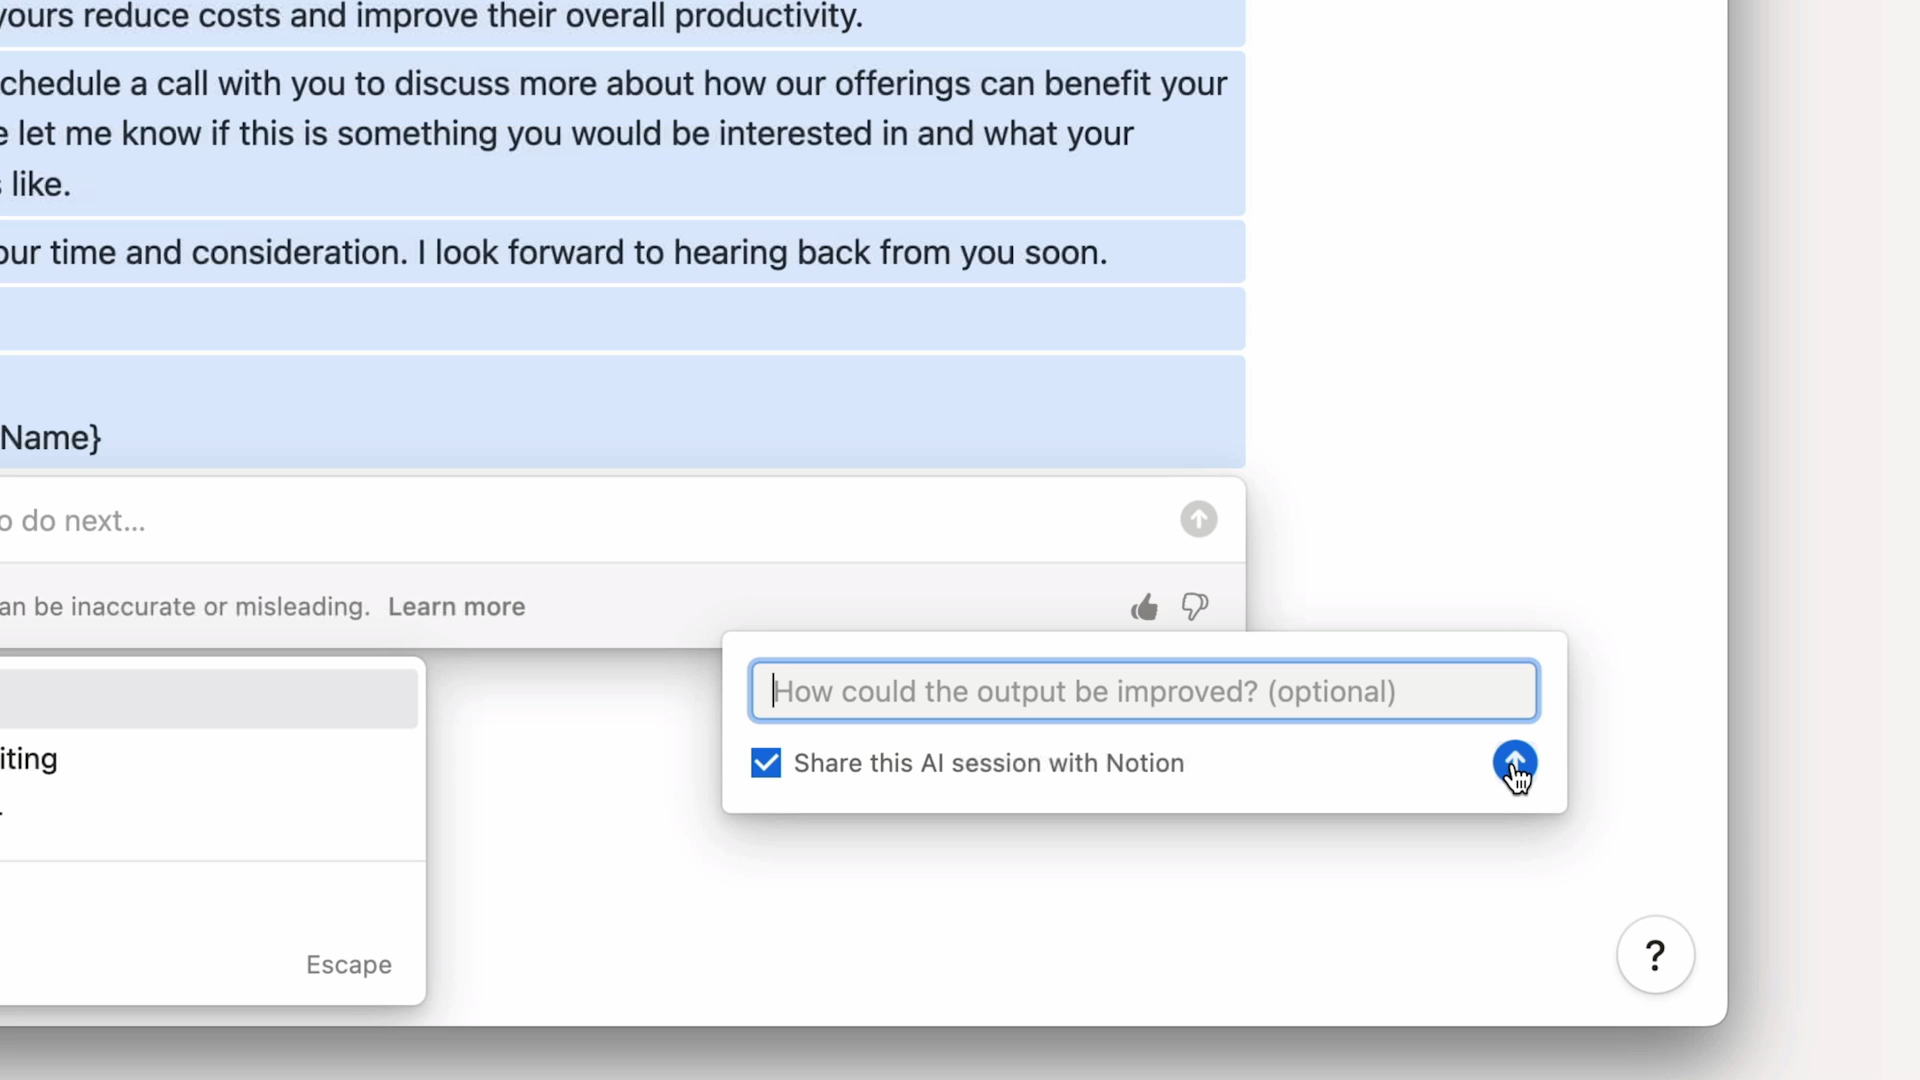 yours reduce costs and improve their overall productivity.
chedule a call with you to discuss more about how our offerings can benefit your
e let me know if this is something you would be interested in and what your
s like.
our time and consideration. I look forward to hearing back from you soon.
Name}
o do next...
an be inaccurate or misleading. Learn more
How could the output be improved? (optional)
iting
Share this AI session with Notion
Escape
?